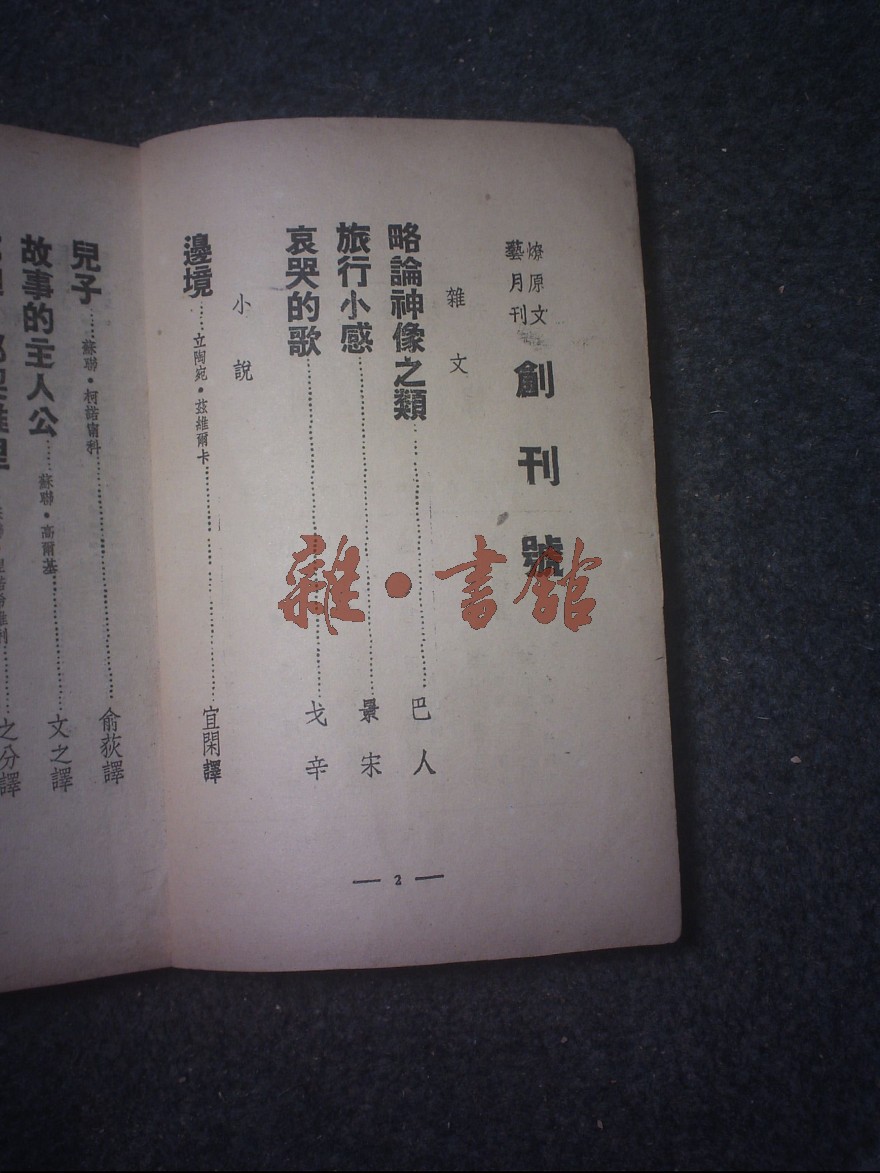 燎原文
藝月刊
創刊號
雜文
略論神像之類……巴人
旅行小感……景宋
哀哭的歌……戈辛
小說
邊境……立陶宛・茲維爾卡……宜閑譯
— 2 —
兒子……蘇聯・柯諾甯科……俞荻譯
故事的主人公……蘇聯・高爾基……文之譯
之分譯
雜・書館